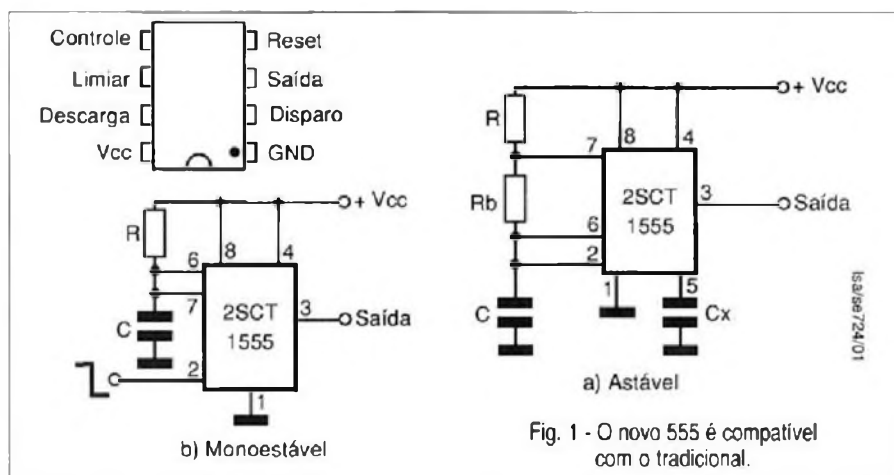 Controle
Reset
Limiar
Saída
Descarga
Disparo
Vcc
GND
+ Vcc
R
6
8
4
7
2SCT
1555
3
Saída
C
2
1
b) Monoestável
+ Vcc
R
7
8
4
Rb
2SCT
1555
3
Saída
6
2
1
5
C
Cx
a) Astável
Isa/se724/01
Fig. 1 - O novo 555 é compatível
com o tradicional.